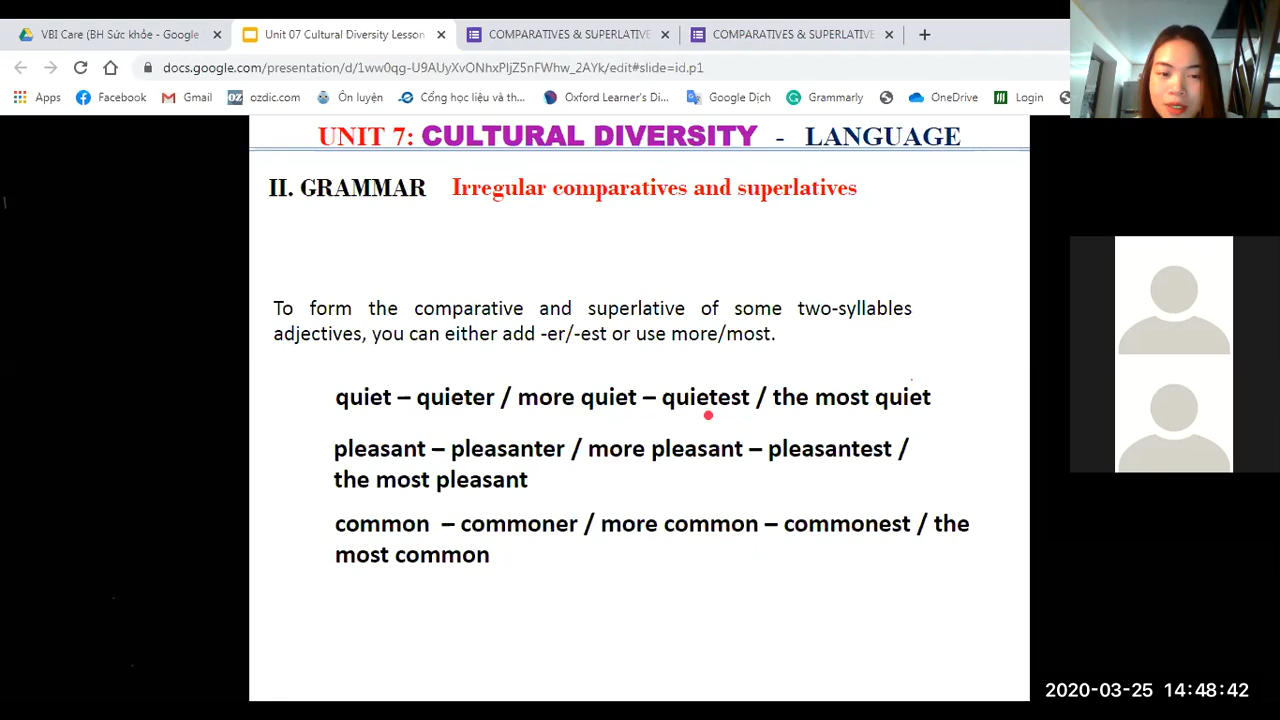 VBI Care (BH Sức khỏe - Google
Unit 07 Cultural Diversity Lesson
COMPARATIVES & SUPERLATIVE
COMPARATIVES & SUPERLATIVE
docs.google.com/presentation/d/1ww0qg-U9AUyXvONhxPIjZ5nFWhw_2AYk/edit#slide=id.p1
Apps
Facebook
Gmail
OZ ozdic.com
Ôn luyện
Cổng học liệu và th...
Oxford Learner's Di...
Google Dịch
Grammarly
OneDrive
Login
UNIT 7: CULTURAL DIVERSITY - LANGUAGE
II. GRAMMAR Irregular comparatives and superlatives
To form the comparative and superlative of some two-syllables
adjectives, you can either add -er/-est or use more/most.
quiet – quieter / more quiet – quietest / the most quiet
pleasant – pleasanter / more pleasant – pleasantest /
the most pleasant
common – commoner / more common – commonest / the
most common
2020-03-25 14:48:42